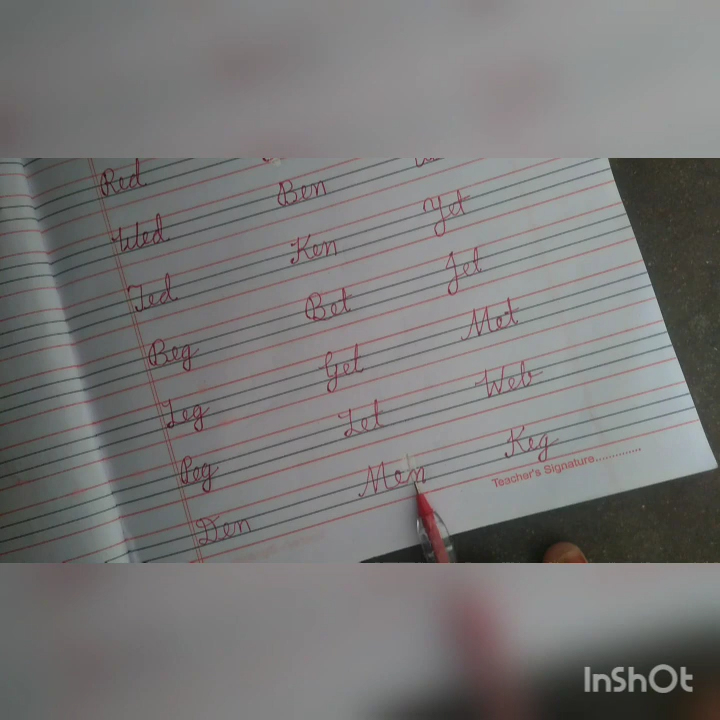 Red Ben Yet
Wed Ken Jet
Ted Bet Met
Beg Get Web
Leg Let Keg
Peg Men
Den
Teacher's Signature..............
InShOt